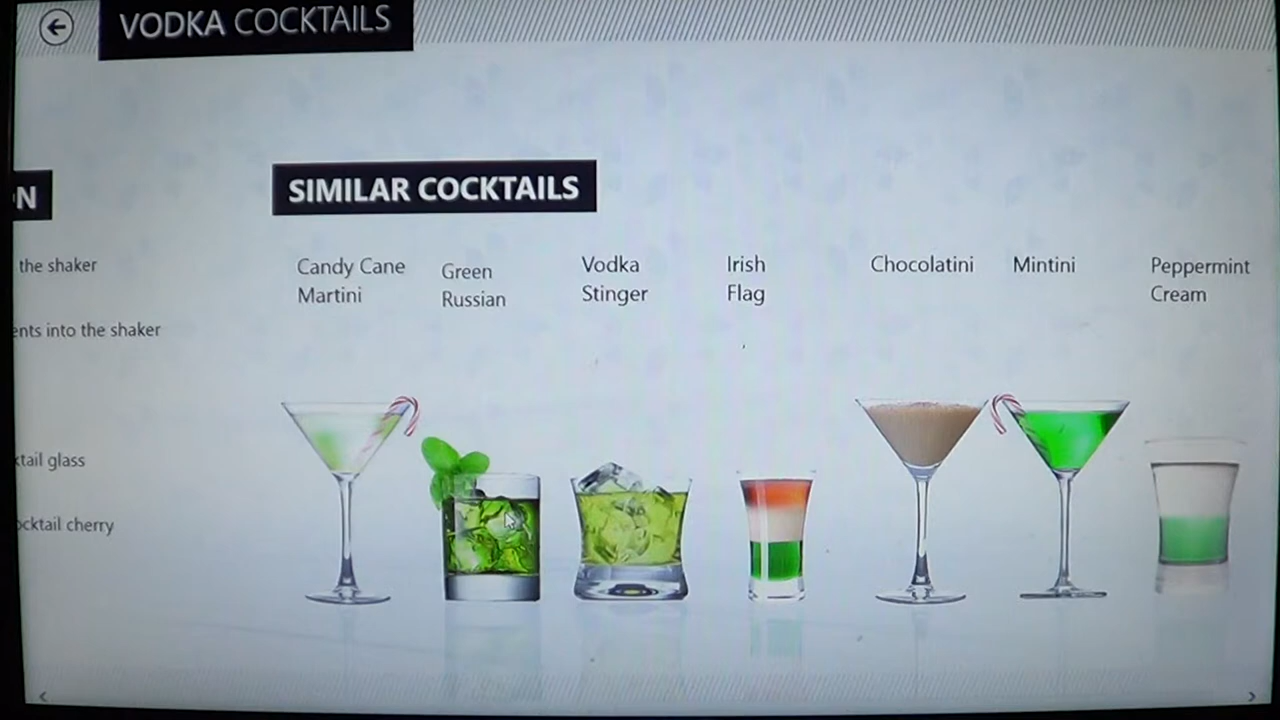 VODKA COCKTAILS
N
the shaker
ents into the shaker
ktail glass
ocktail cherry
SIMILAR COCKTAILS
Candy Cane
Martini
Green
Russian
Vodka
Stinger
Irish
Flag
Chocolatini
Mintini
Peppermint
Cream